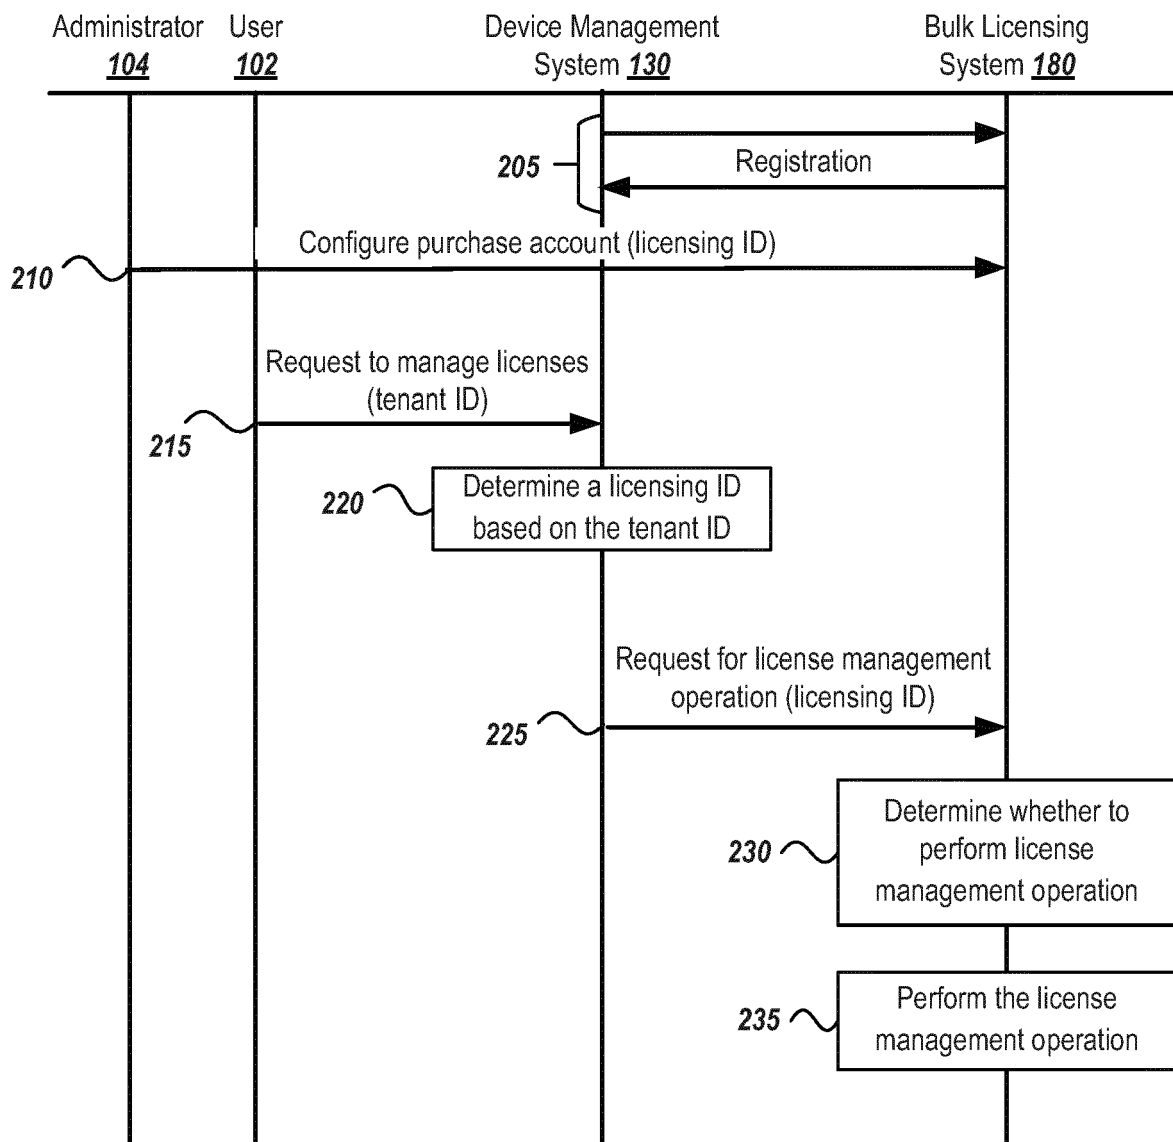 Administrator
104
User
102
Device Management
System 130
Bulk Licensing
System 180
205
Registration
Configure purchase account (licensing ID)
210
Request to manage licenses
(tenant ID)
215
220
Determine a licensing ID
based on the tenant ID
Request for license management
operation (licensing ID)
225
230
Determine whether to
perform license
management operation
235
Perform the license
management operation